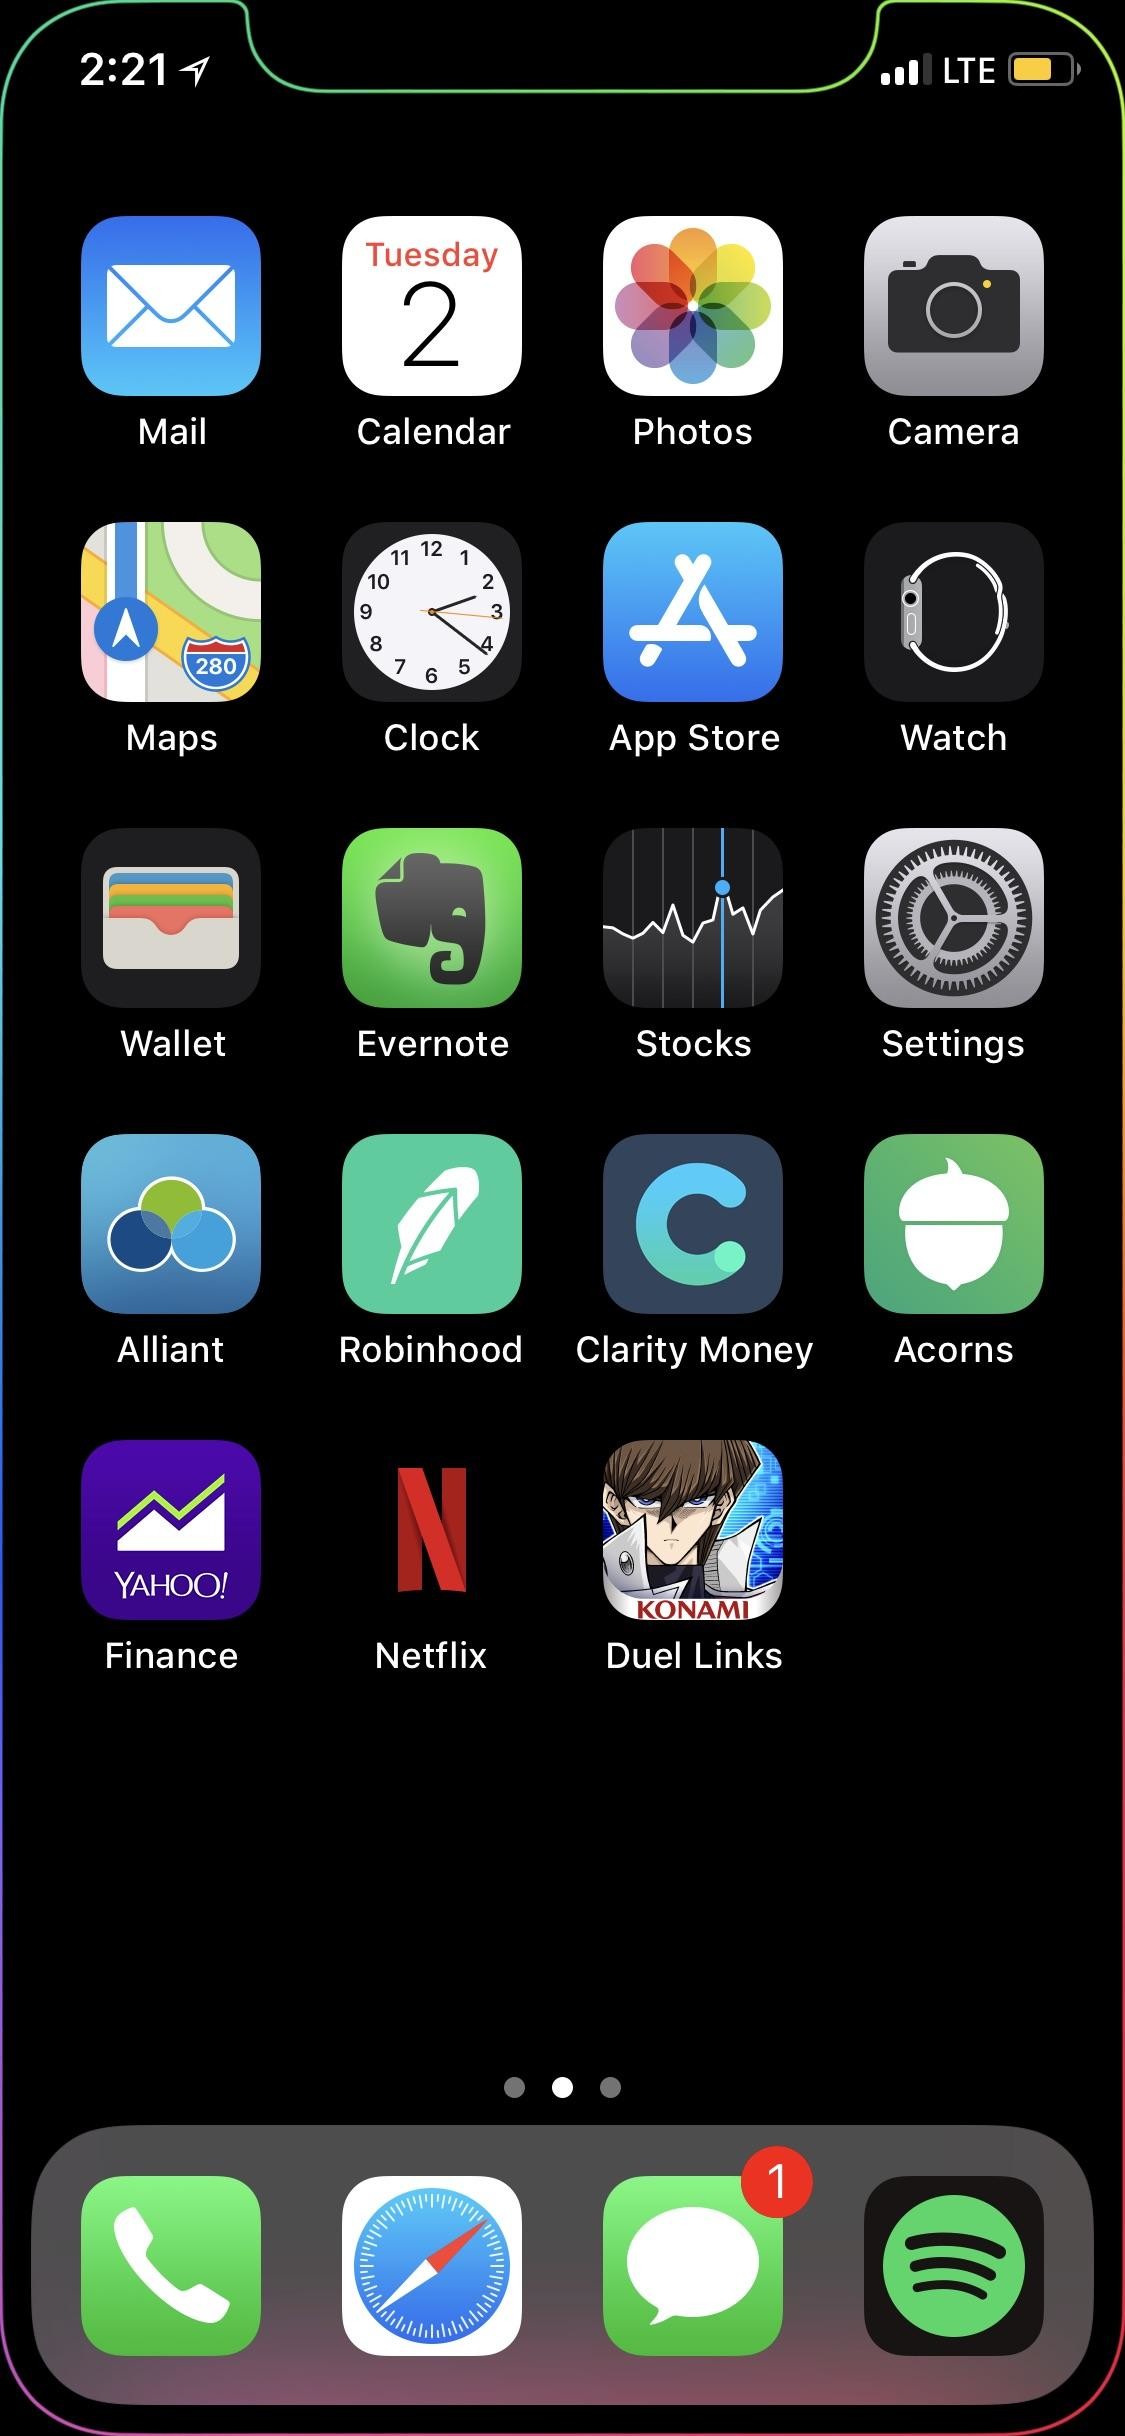 2:21 LTE
Tuesday
2
Mail Calendar Photos Camera
280
12
11 1
10 2
9 3
8 4
7 5
6
Maps Clock App Store Watch
Wallet Evernote Stocks Settings
Alliant Robinhood Clarity Money Acorns
YAHOO!
KONAMI
Finance Netflix Duel Links
1